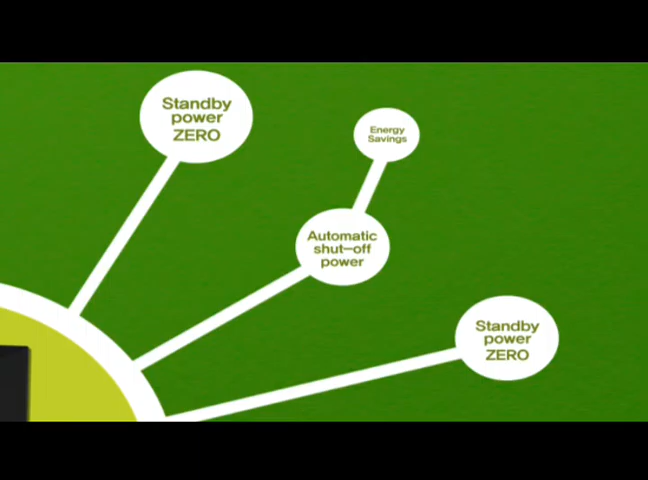 Standby
power
ZERO
Energy
Savings
Automatic
shut-off
power
Standby
power
ZERO